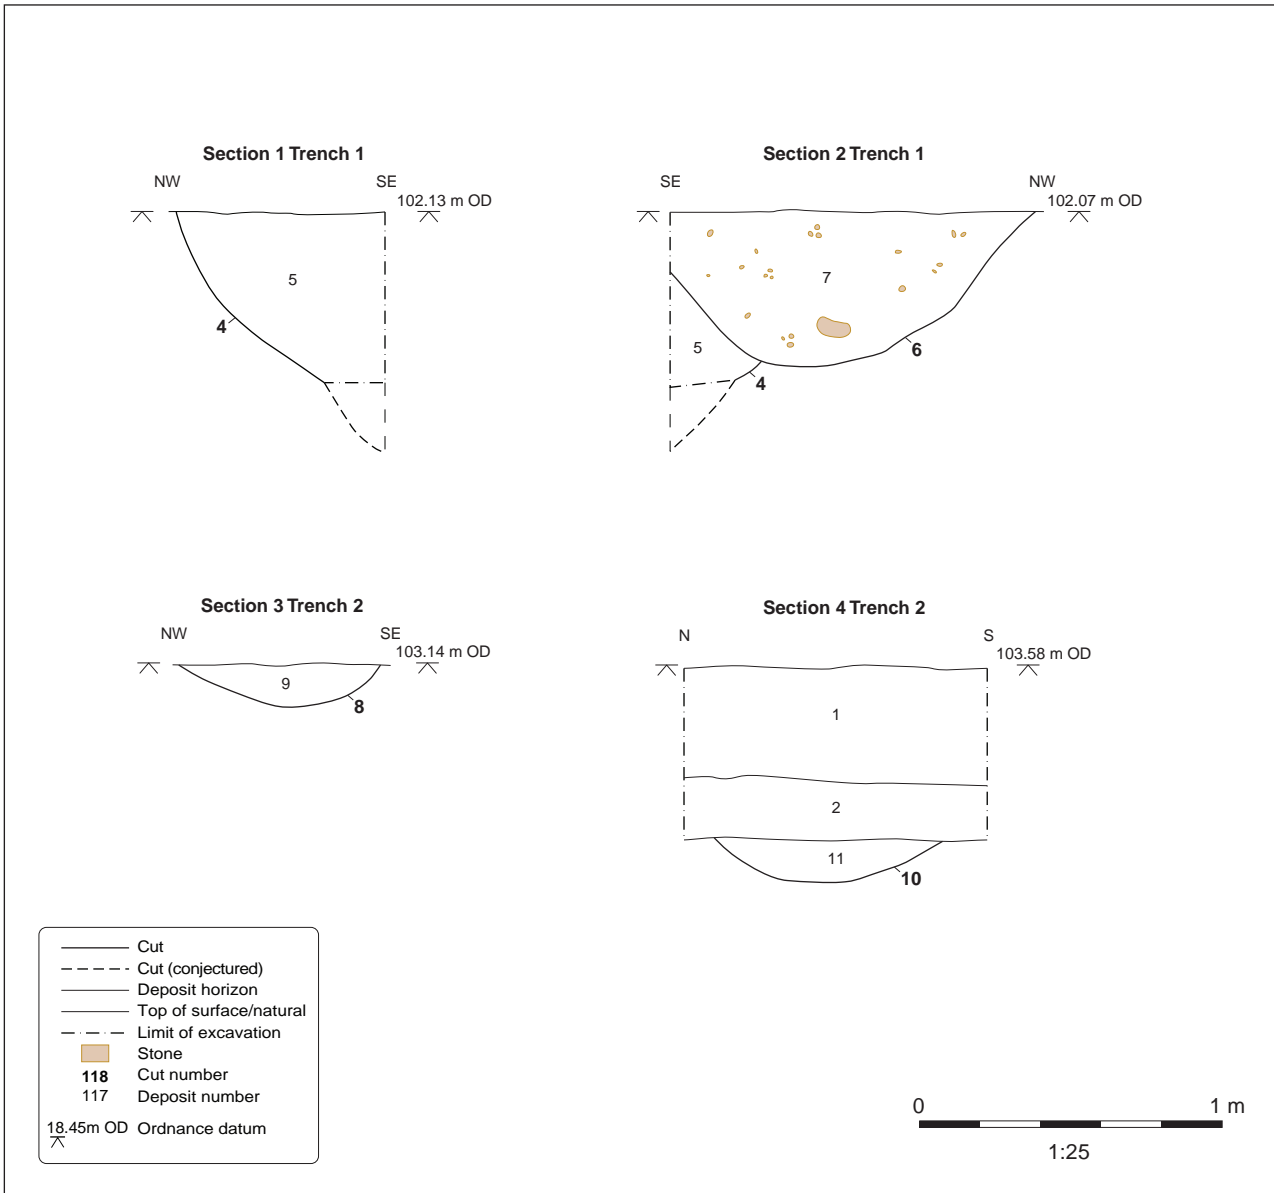 Section 1 Trench 1
NW SE
102.13 m OD
5
4
Section 2 Trench 1
SE NW
102.07 m OD
7
5
6
4
Section 3 Trench 2
NW SE
103.14 m OD
9
8
Section 4 Trench 2
N S
103.58 m OD
1
2
11
10
Cut
Cut (conjectured)
Deposit horizon
Top of surface/natural
Limit of excavation
Stone
118 Cut number
117 Deposit number
18.45m OD Ordnance datum
0 1 m
1:25